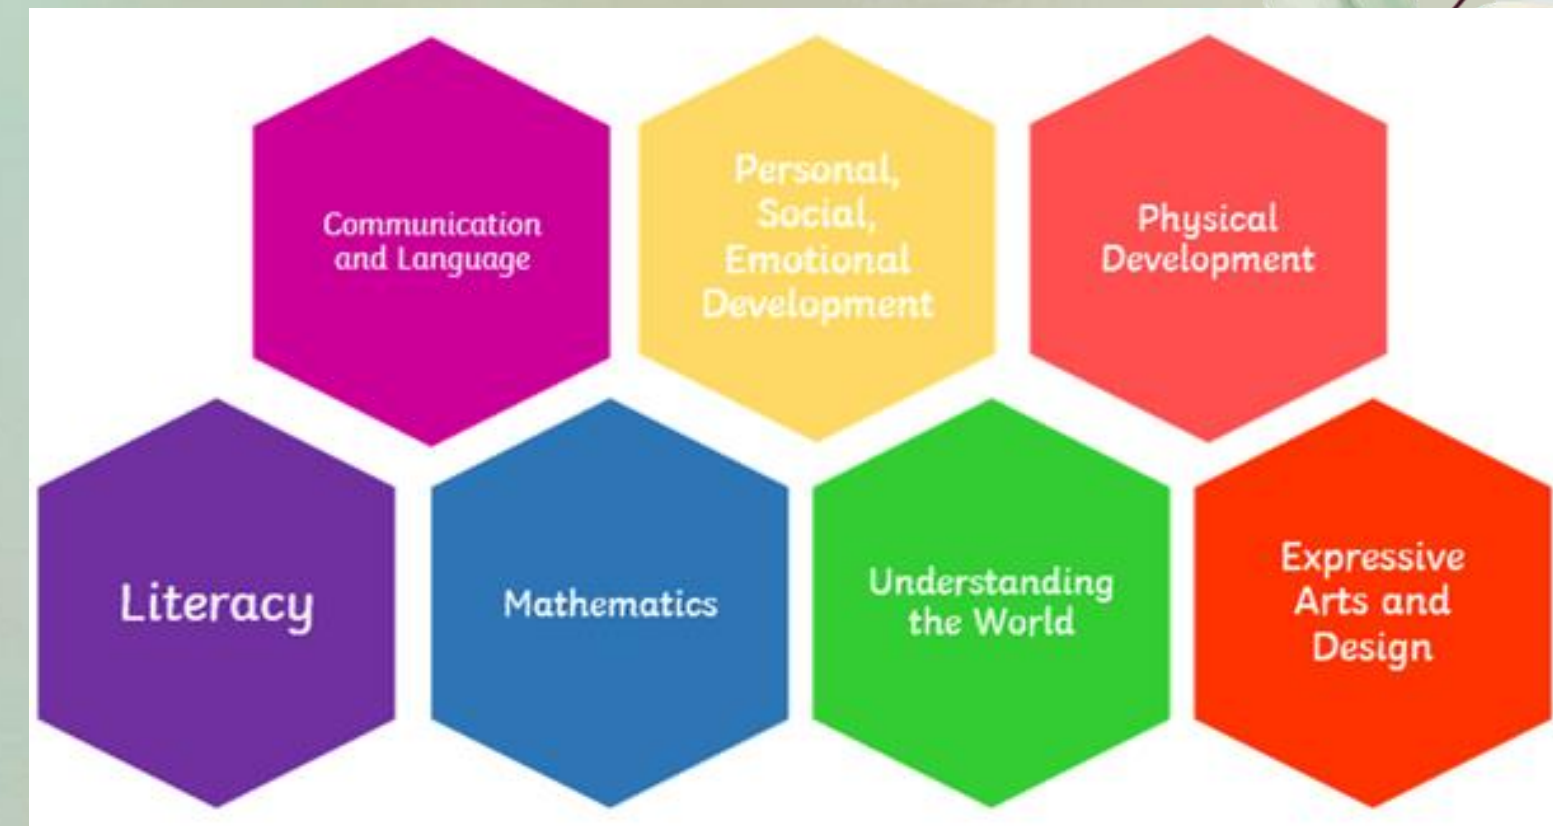 Communication
and Language
Personal,
Social,
Emotional
Development
Physical
Development
Literacy
Mathematics
Understanding
the World
Expressive
Arts and
Design